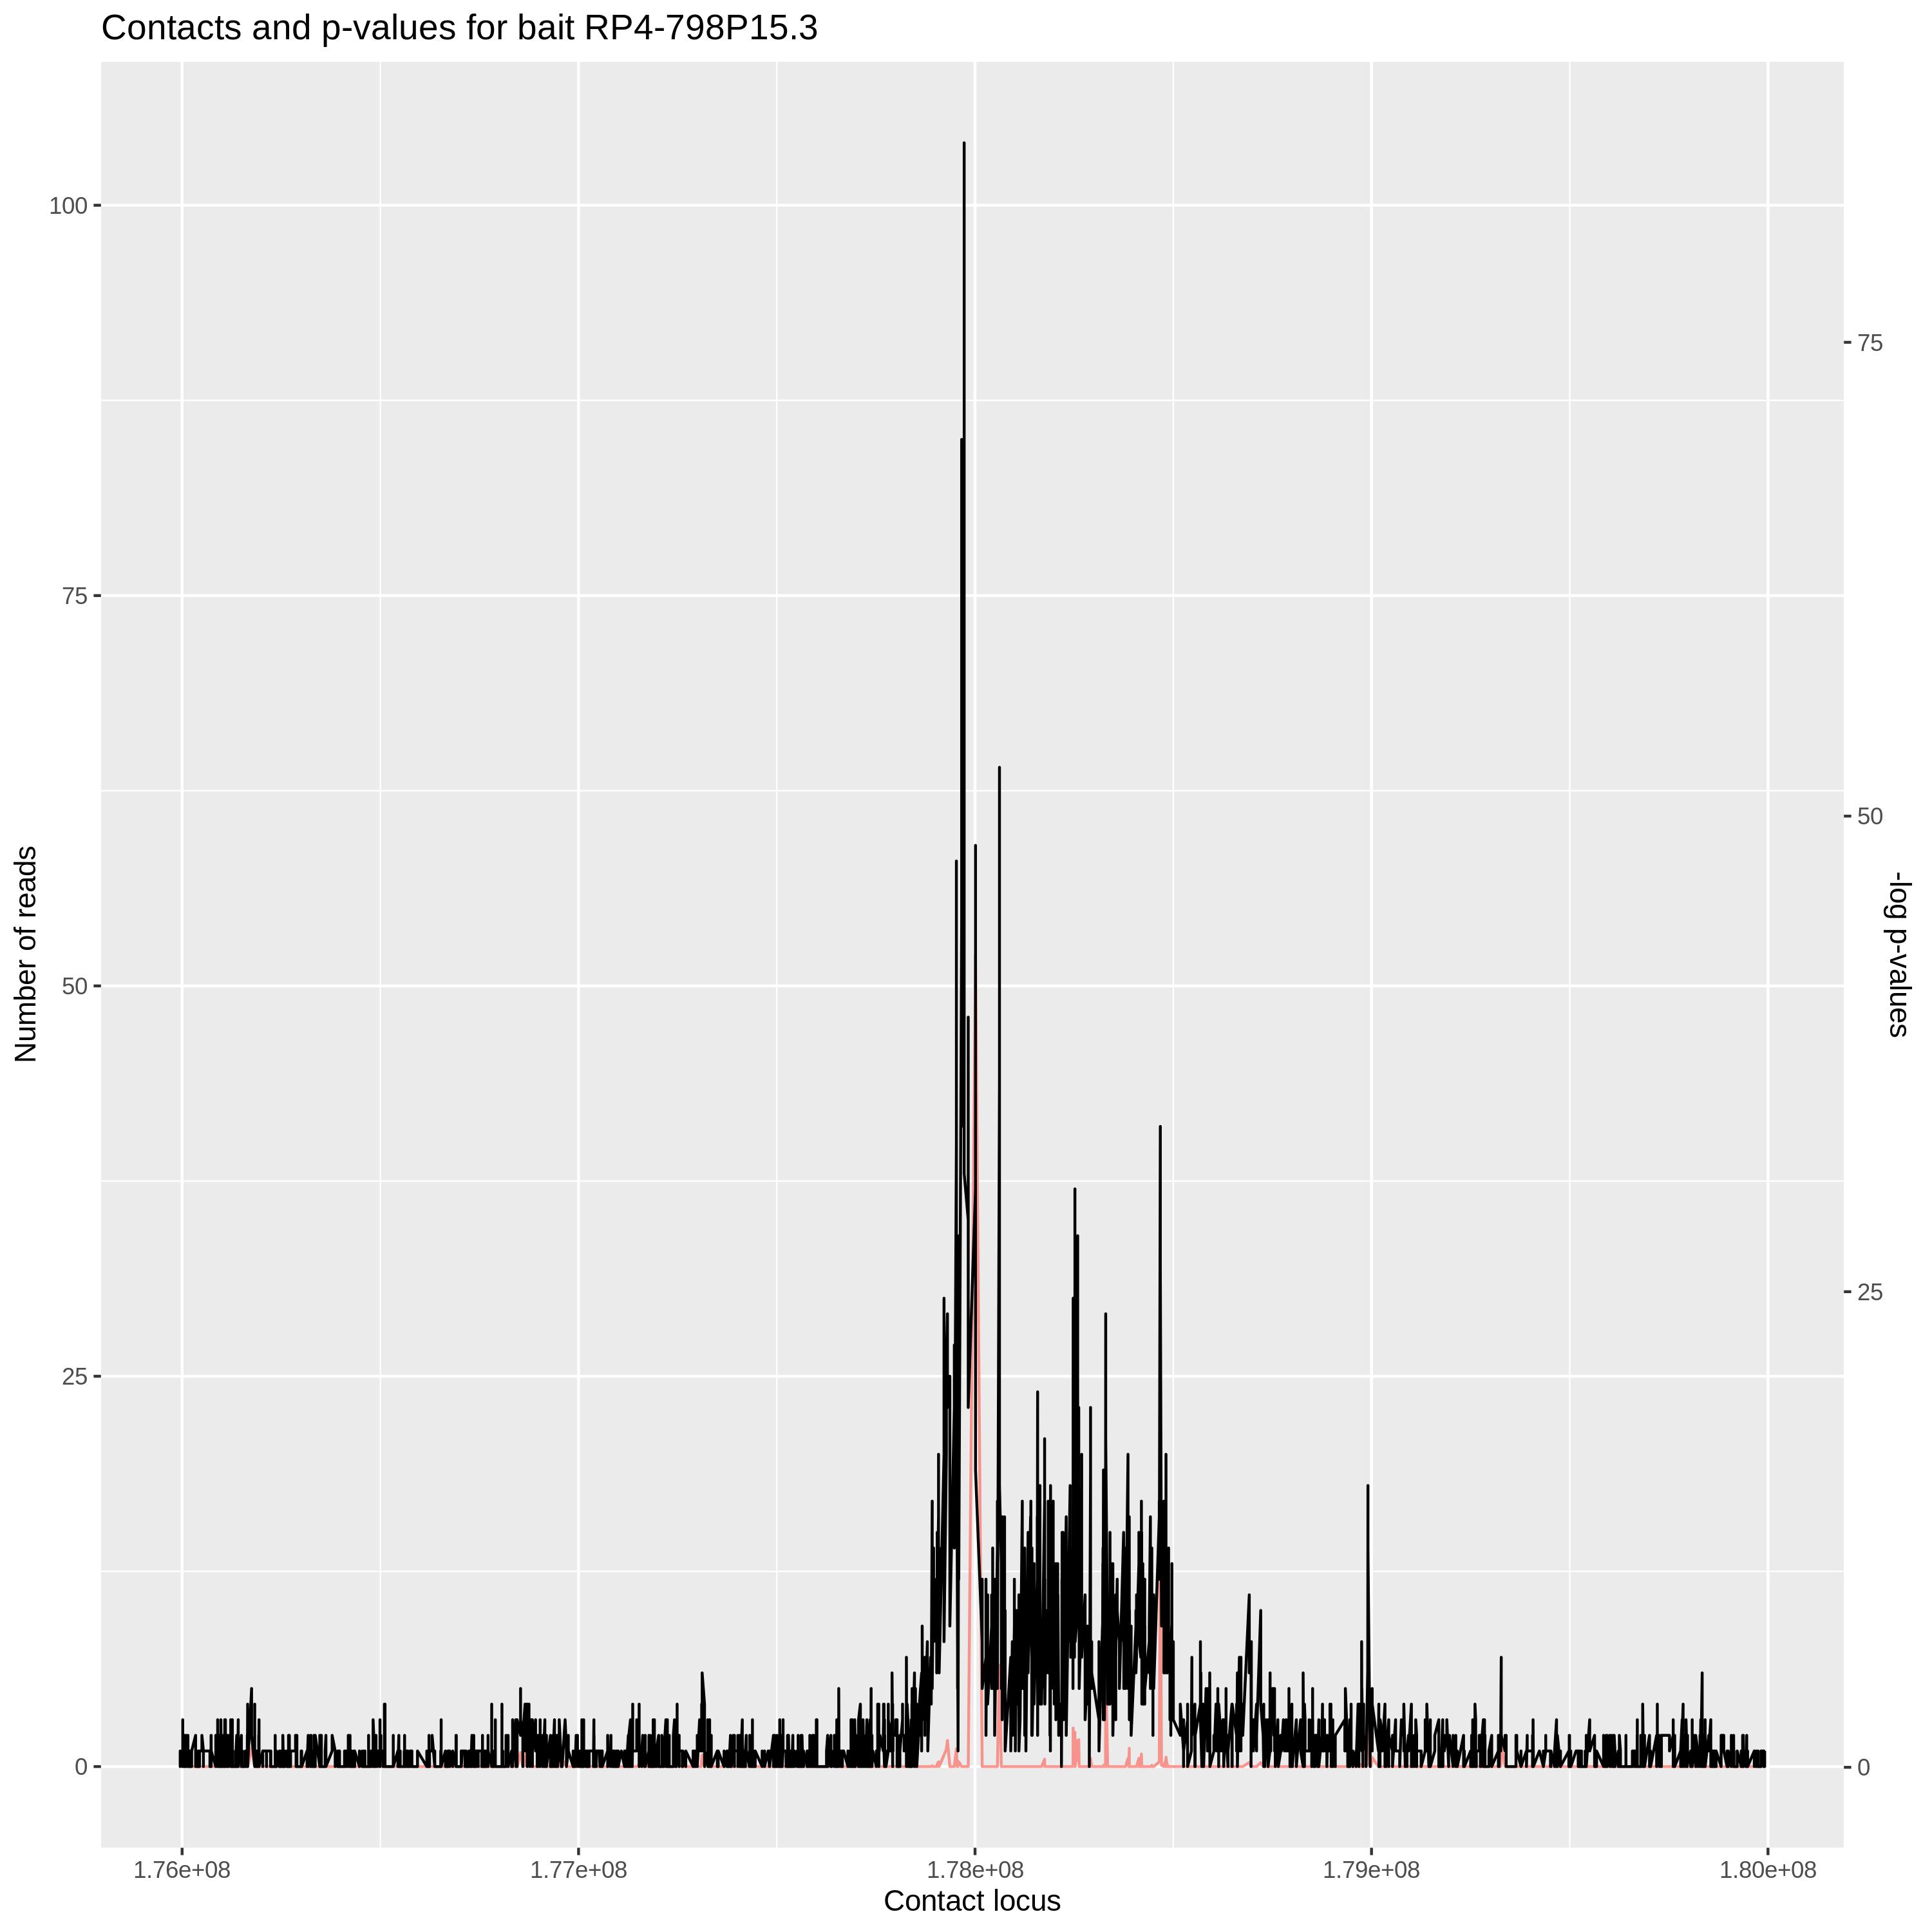 Contacts and p-values for bait RP4-798P15.3
100
75
50
25
0
Number of reads
75
50
25
0
-log p-values
1.76e+08 1.77e+08 1.78e+08 1.79e+08 1.80e+08
Contact locus